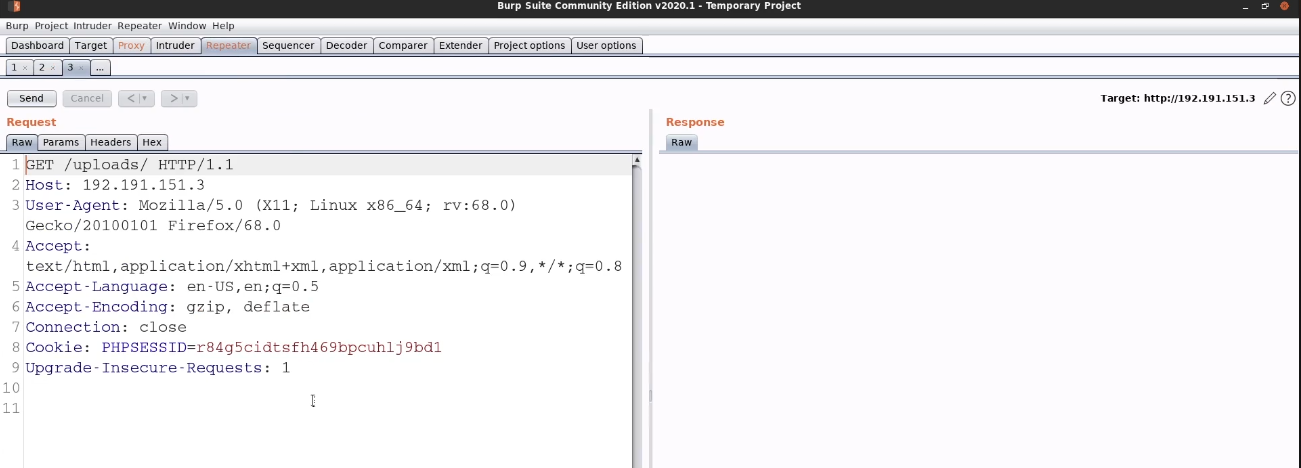 Burp Suite Community Edition v2020.1 - Temporary Project
Burp Project Intruder Repeater Window Help
Dashboard Target Proxy Intruder Repeater Sequencer Decoder Comparer Extender Project options User options
1 × 2 × 3 × ...
Send Cancel < > Target: http://192.191.151.3 ?
Request
Raw Params Headers Hex
1 GET /uploads/ HTTP/1.1
2 Host: 192.191.151.3
3 User-Agent: Mozilla/5.0 (X11; Linux x86_64; rv:68.0)
Gecko/20100101 Firefox/68.0
4 Accept:
text/html,application/xhtml+xml,application/xml;q=0.9,*/*;q=0.8
5 Accept-Language: en-US,en;q=0.5
6 Accept-Encoding: gzip, deflate
7 Connection: close
8 Cookie: PHPSESSID=r84g5cidtsfh469bpcuhlj9bd1
9 Upgrade-Insecure-Requests: 1
10
11
Response
Raw